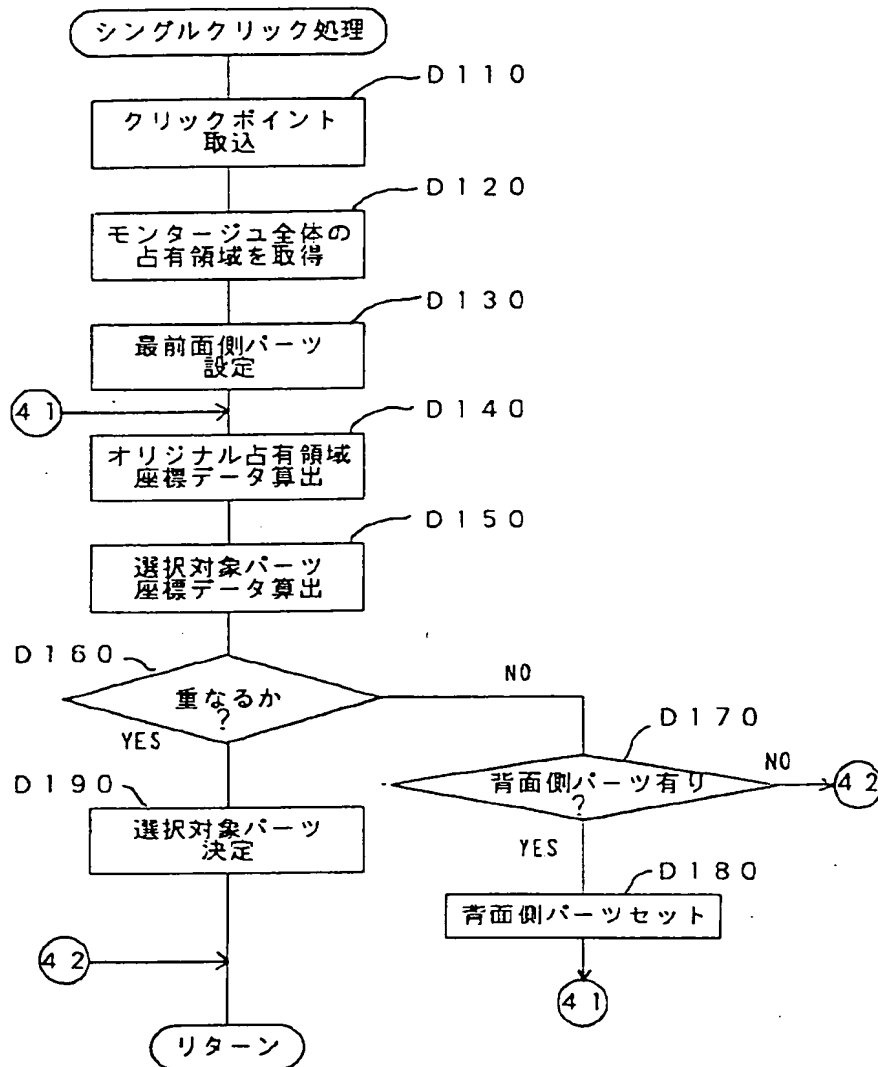 シングルクリック処理
D110
クリックポイント
取込
D120
モンタージュ全体の
占有領域を取得
D130
最前面側パーツ
設定
41
D140
オリジナル占有領域
座標データ算出
D150
選択対象パーツ
座標データ算出
D160
重なるか
?
NO
YES
D170
背面側パーツ有り
?
NO
42
YES
D190
選択対象パーツ
決定
D180
背面側パーツセット
42
41
リターン